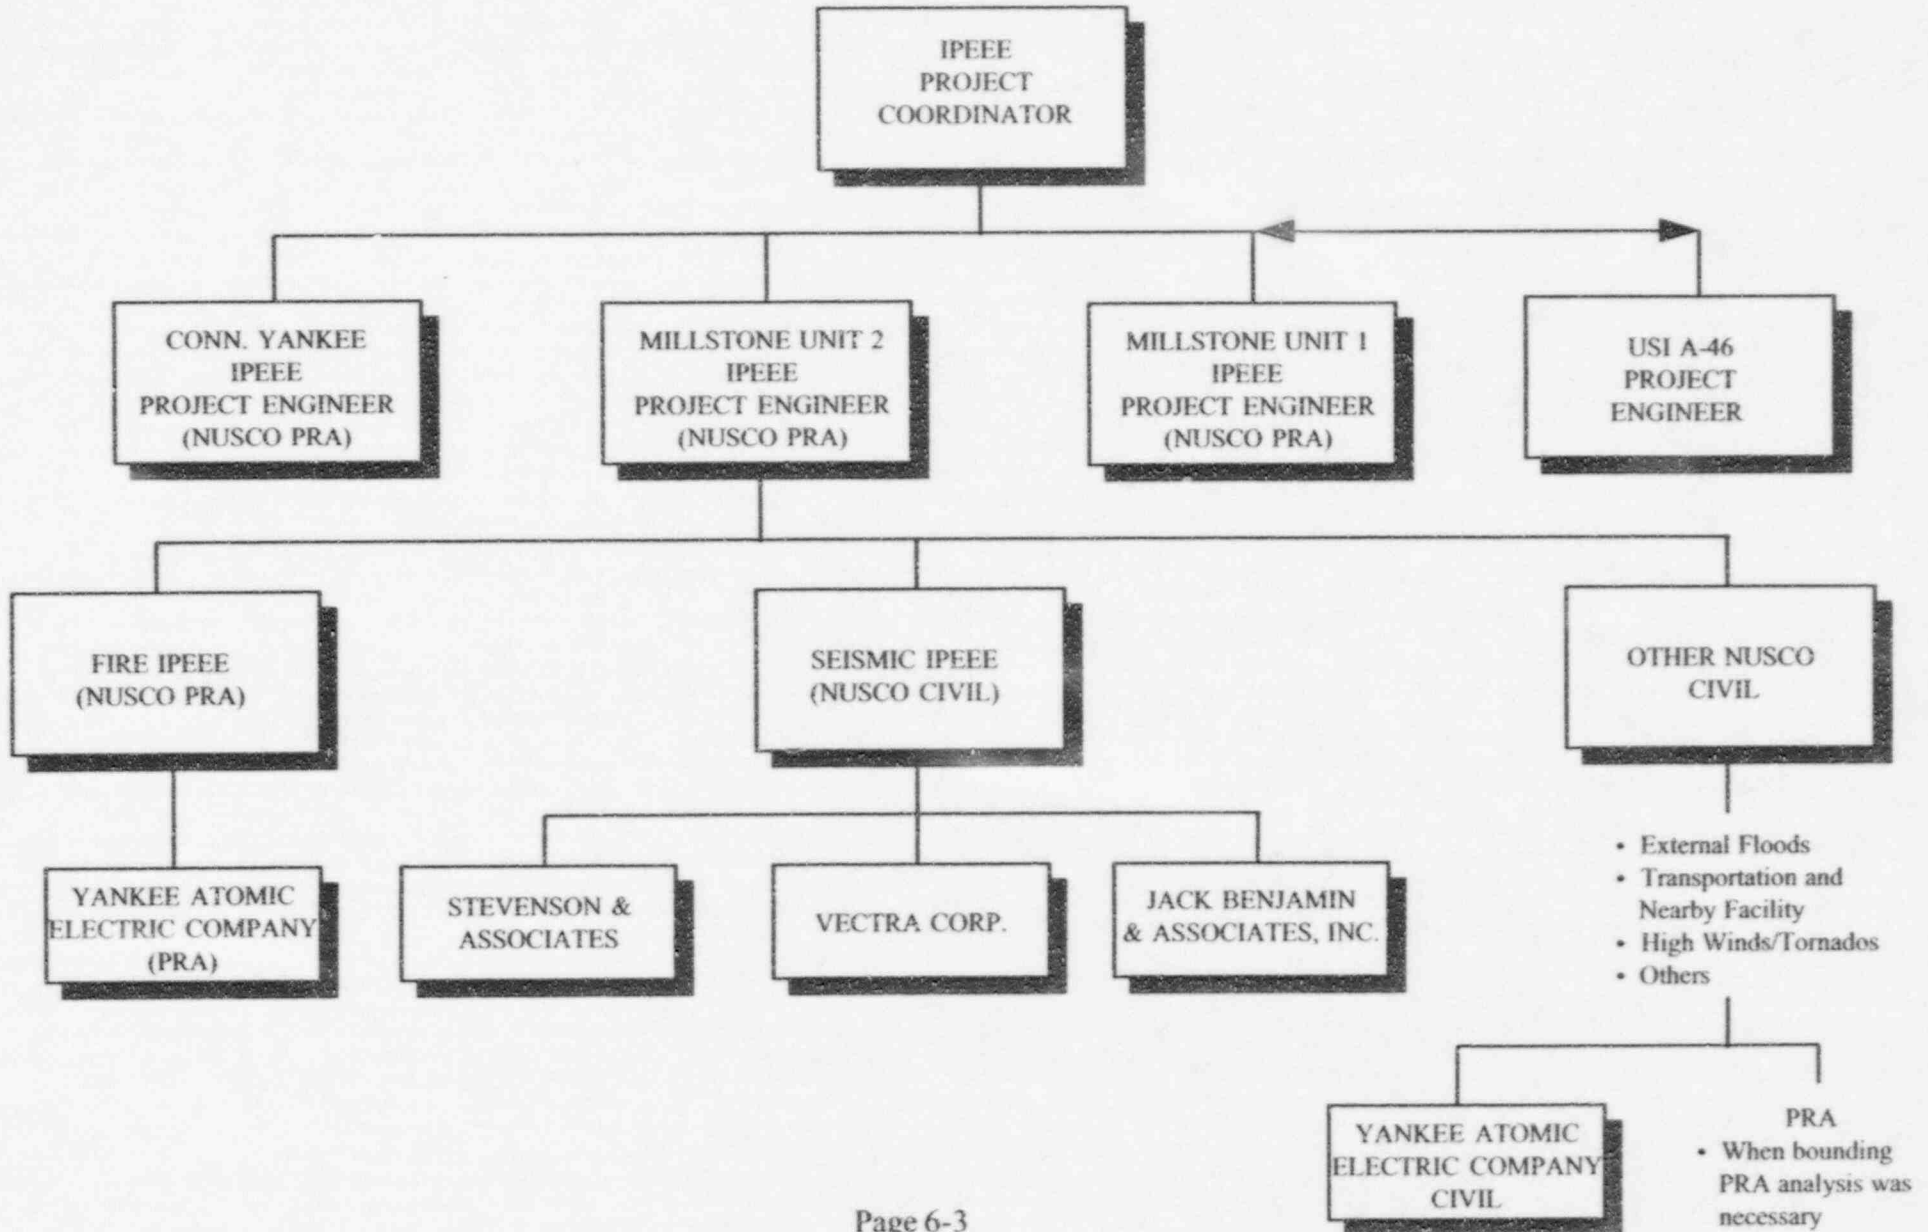 IPEEE
PROJECT
COORDINATOR
CONN. YANKEE
IPEEE
PROJECT ENGINEER
(NUSCO PRA)
MILLSTONE UNIT 2
IPEEE
PROJECT ENGINEER
(NUSCO PRA)
MILLSTONE UNIT 1
IPEEE
PROJECT ENGINEER
(NUSCO PRA)
USI A-46
PROJECT
ENGINEER
FIRE IPEEE
(NUSCO PRA)
SEISMIC IPEEE
(NUSCO CIVIL)
OTHER NUSCO
CIVIL
YANKEE ATOMIC
ELECTRIC COMPANY
(PRA)
STEVENSON &
ASSOCIATES
VECTRA CORP.
JACK BENJAMIN
& ASSOCIATES, INC.
• External Floods
• Transportation and
Nearby Facility
• High Winds/Tornados
• Others
YANKEE ATOMIC
ELECTRIC COMPANY
CIVIL
PRA
• When bounding
PRA analysis was
necessary
Page 6-3